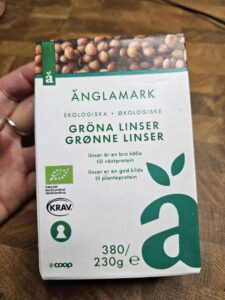 ä
ÄNGLAMARK
EKOLOGISKA • ØKOLOGISKE
GRÖNA LINSER
GRØNNE LINSER
linser är en bra källa
till växtprotein
linser er en god kilde
til planteprotein
KRAV
ä
coop
380/
230g e